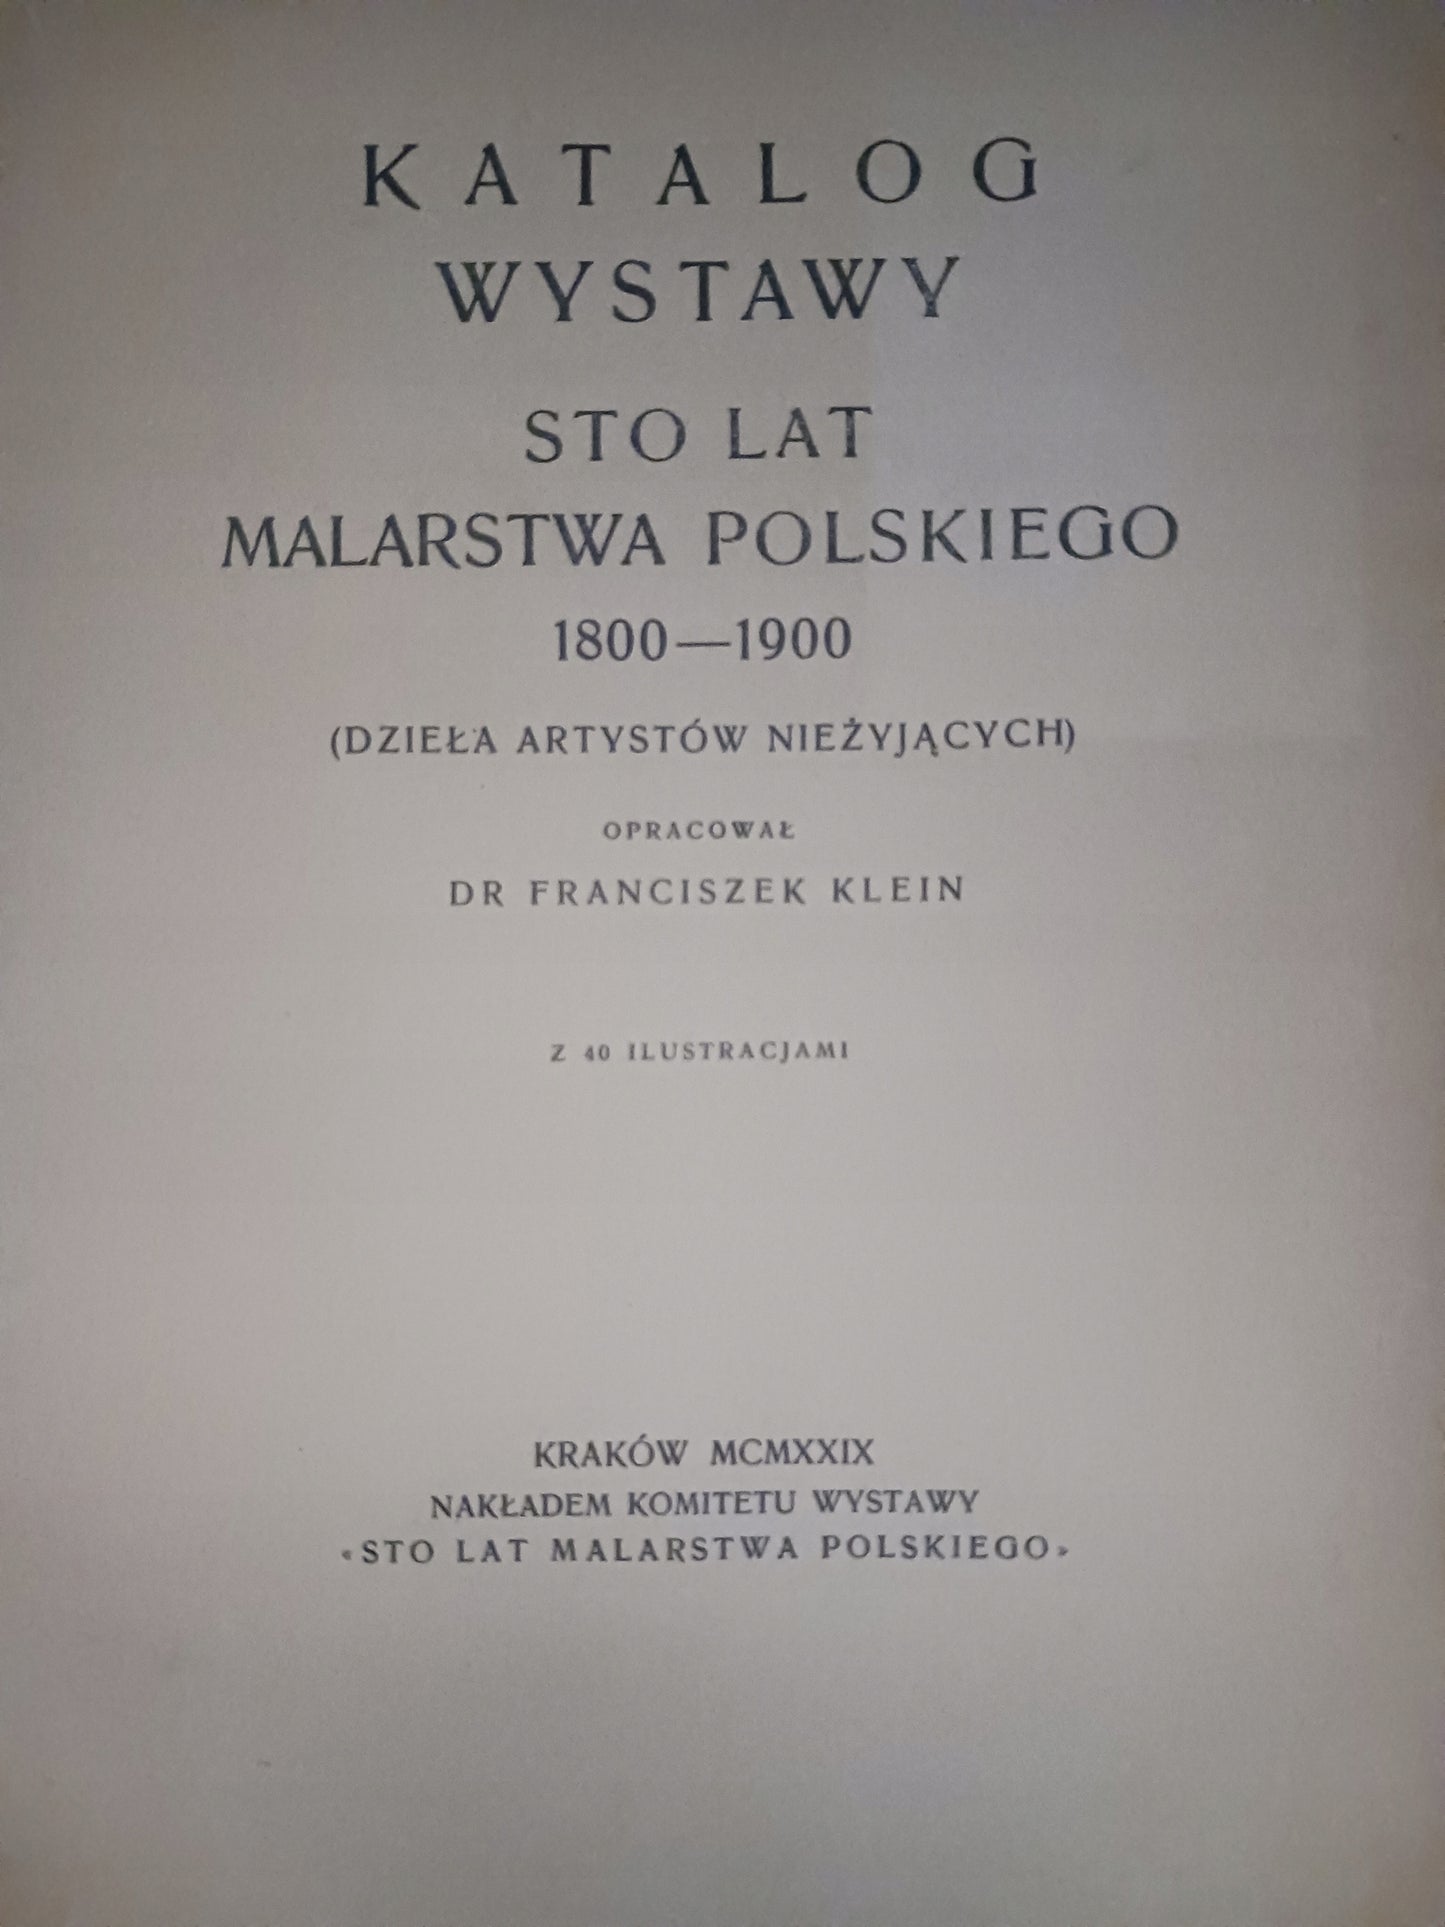 KATALOG
WYSTAWY
STO LAT
MALARSTWA POLSKIEGO
1800—1900
(DZIEŁA ARTYSTÓW NIEŻYJĄCYCH)
OPRACOWAŁ
DR FRANCISZEK KLEIN
Z 40 ILUSTRACJAMI
KRAKÓW MCMXXIX
NAKŁADEM KOMITETU WYSTAWY
«STO LAT MALARSTWA POLSKIEGO»